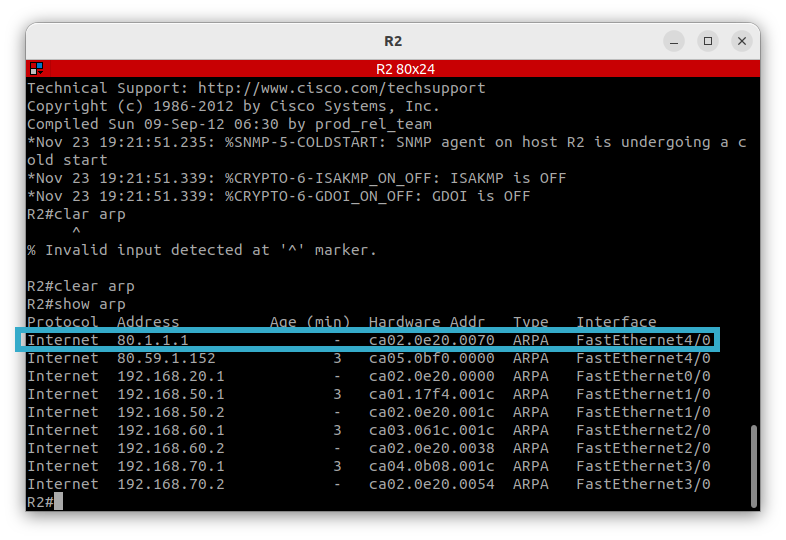 R2
R2 80x24
Technical Support: http://www.cisco.com/techsupport
Copyright (c) 1986-2012 by Cisco Systems, Inc.
Compiled Sun 09-Sep-12 06:30 by prod_rel_team
*Nov 23 19:21:51.235: %SNMP-5-COLDSTART: SNMP agent on host R2 is undergoing a c
old start
*Nov 23 19:21:51.339: %CRYPTO-6-ISAKMP_ON_OFF: ISAKMP is OFF
*Nov 23 19:21:51.339: %CRYPTO-6-GDOI_ON_OFF: GDOI is OFF
R2#clar arp
     ^
% Invalid input detected at '^' marker.
R2#clear arp
R2#show arp
Protocol  Address          Age (min)  Hardware Addr   Type   Interface
Internet  80.1.1.1                -   ca02.0e20.0070  ARPA   FastEthernet4/0
Internet  80.59.1.152             3   ca05.0bf0.0000  ARPA   FastEthernet4/0
Internet  192.168.20.1            -   ca02.0e20.0000  ARPA   FastEthernet0/0
Internet  192.168.50.1            3   ca01.17f4.001c  ARPA   FastEthernet1/0
Internet  192.168.50.2            -   ca02.0e20.001c  ARPA   FastEthernet1/0
Internet  192.168.60.1            3   ca03.061c.001c  ARPA   FastEthernet2/0
Internet  192.168.60.2            -   ca02.0e20.0038  ARPA   FastEthernet2/0
Internet  192.168.70.1            3   ca04.0b08.001c  ARPA   FastEthernet3/0
Internet  192.168.70.2            -   ca02.0e20.0054  ARPA   FastEthernet3/0
R2#